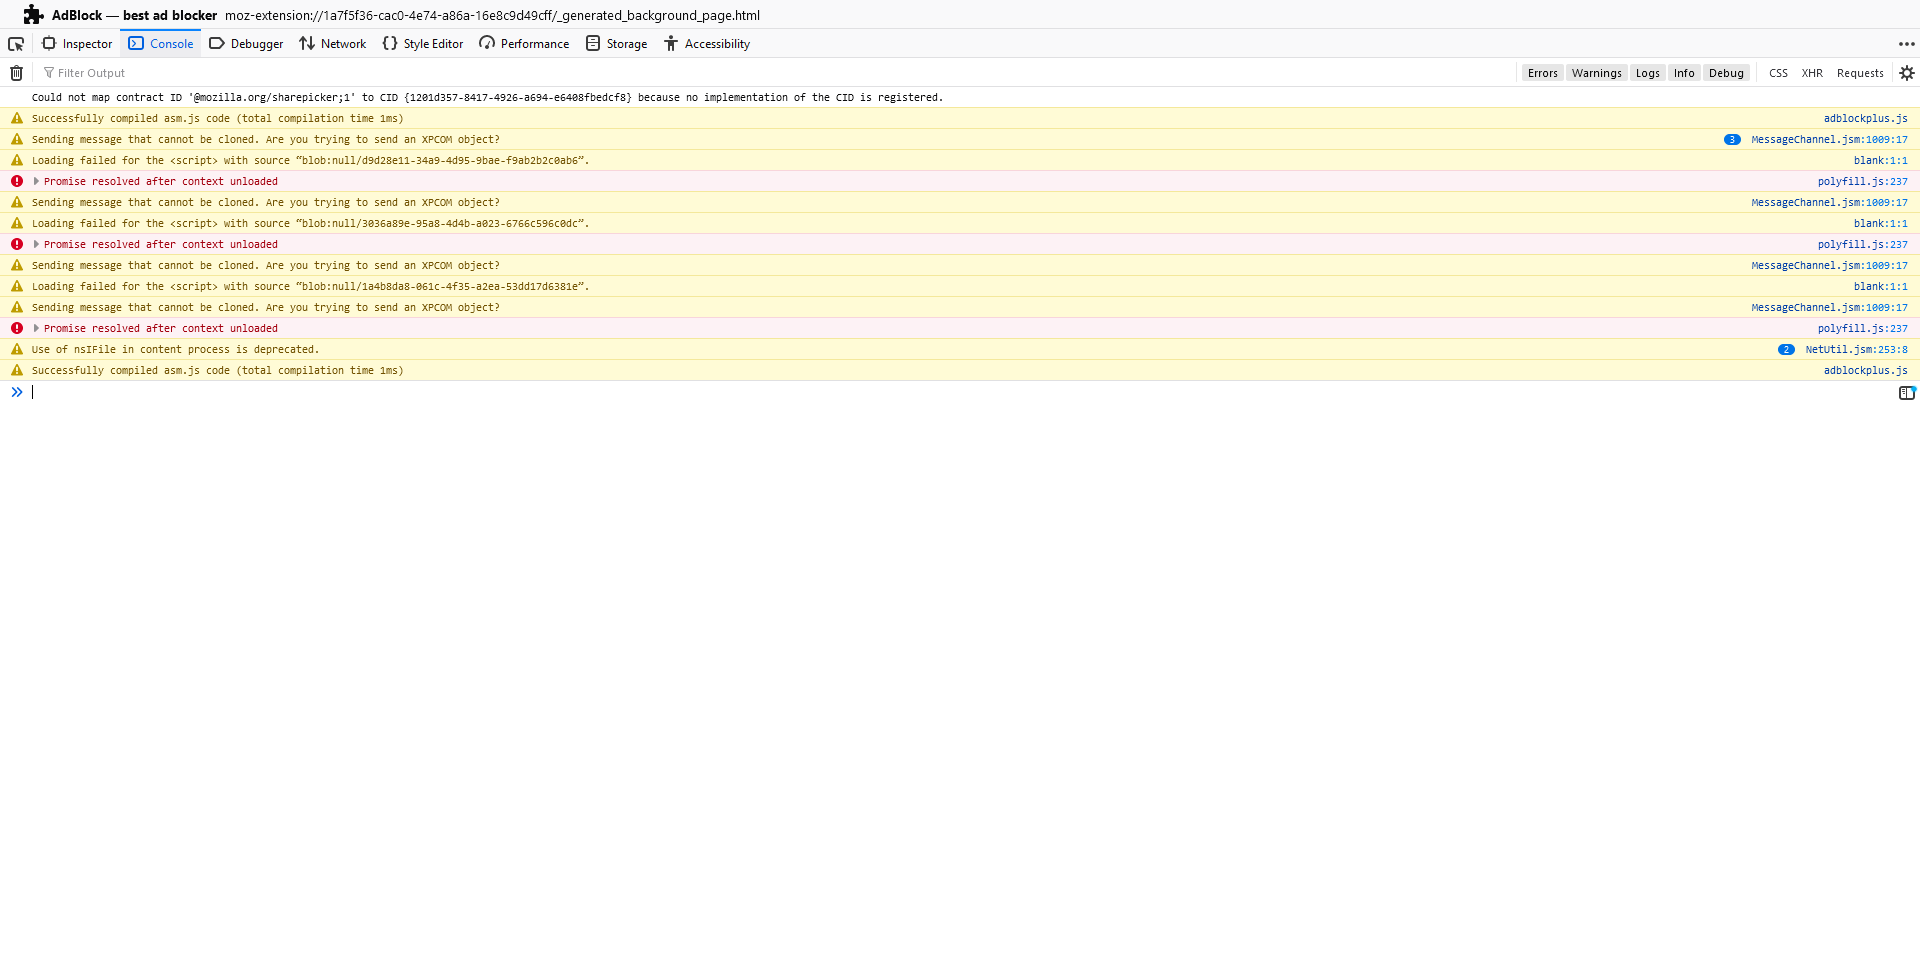 AdBlock — best ad blocker moz-extension://1a7f5f36-cac0-4e74-a86a-16e8c9d49cff/_generated_background_page.html
Inspector Console Debugger Network Style Editor Performance Storage Accessibility
Filter Output Errors Warnings Logs Info Debug CSS XHR Requests
Could not map contract ID '@mozilla.org/sharepicker;1' to CID {1201d357-8417-4926-a694-e6408fbedcf8} because no implementation of the CID is registered.
Successfully compiled asm.js code (total compilation time 1ms) adblockplus.js
Sending message that cannot be cloned. Are you trying to send an XPCOM object? 3 MessageChannel.jsm:1009:17
Loading failed for the <script> with source “blob:null/d9d28e11-34a9-4d95-9bae-f9ab2b2c0ab6”. blank:1:1
Promise resolved after context unloaded polyfill.js:237
Sending message that cannot be cloned. Are you trying to send an XPCOM object? MessageChannel.jsm:1009:17
Loading failed for the <script> with source “blob:null/3036a89e-95a8-4d4b-a023-6766c596c0dc”. blank:1:1
Promise resolved after context unloaded polyfill.js:237
Sending message that cannot be cloned. Are you trying to send an XPCOM object? MessageChannel.jsm:1009:17
Loading failed for the <script> with source “blob:null/1a4b8da8-061c-4f35-a2ea-53dd17d6381e”. blank:1:1
Sending message that cannot be cloned. Are you trying to send an XPCOM object? MessageChannel.jsm:1009:17
Promise resolved after context unloaded polyfill.js:237
Use of nsIFile in content process is deprecated. 2 NetUtil.jsm:253:8
Successfully compiled asm.js code (total compilation time 1ms) adblockplus.js